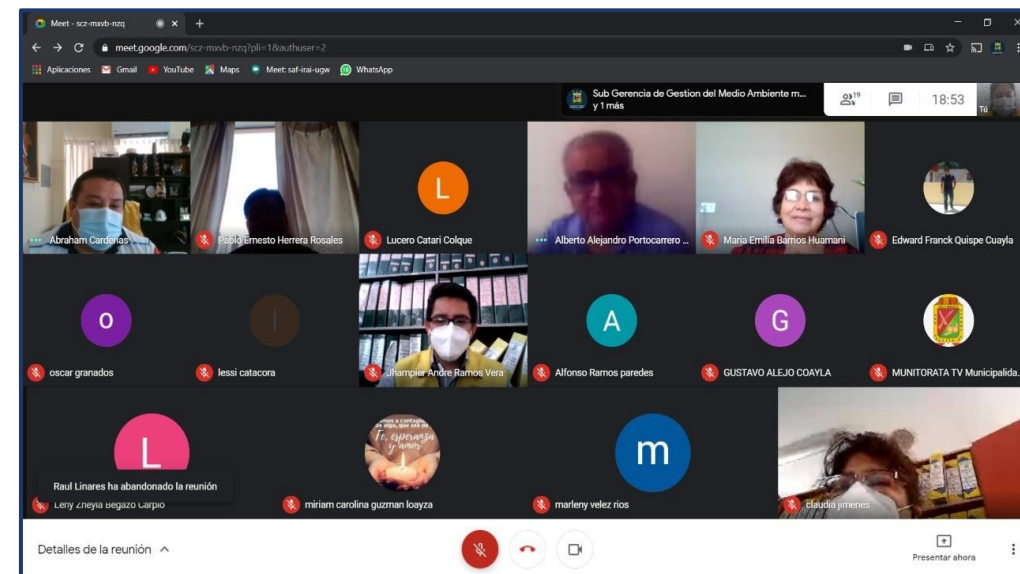 Meet - scz-mxvb-nzq
meet.google.com/scz-mxvb-nzq?pli=1&authuser=2
Aplicaciones Gmail YouTube Maps Meet: saf-irai-ugw WhatsApp
Sub Gerencia de Gestion del Medio Ambiente m...
y 1 más
19
18:53
Tú
L
Abraham Cardenas
Pablo Ernesto Herrera Rosales
Lucero Catari Colque
Alberto Alejandro Portocarrero ...
Maria Emilia Barrios Huamani
Edward Franck Quispe Cuayla
o
l
A
G
oscar granados
lessi catacora
Jhampier Andre Ramos Vera
Alfonso Ramos paredes
GUSTAVO ALEJO COAYLA
MUNITORATA TV Municipalida...
L
Fe, esperanza
y amor
m
Raul Linares ha abandonado la reunión
Leny Zheyla Begazo Carpio
miriam carolina guzman loayza
marleny velez rios
claudia jimenes
Detalles de la reunión
Presentar ahora